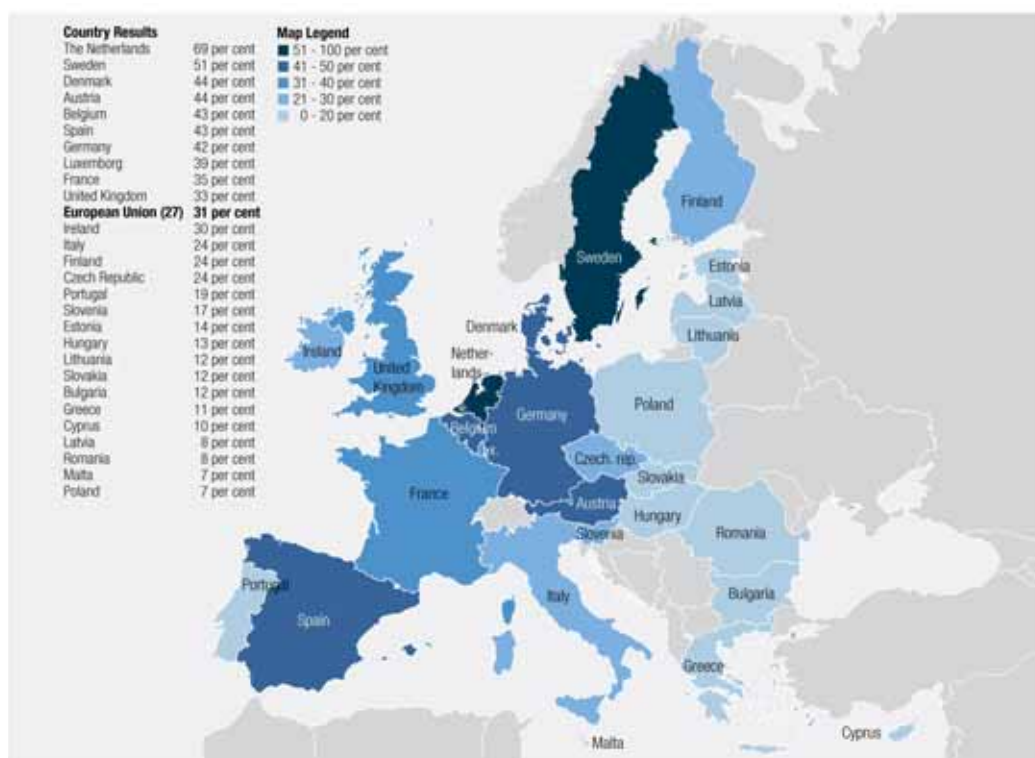 Country Results
The Netherlands 69 per cent
Sweden 51 per cent
Denmark 44 per cent
Austria 44 per cent
Belgium 43 per cent
Spain 43 per cent
Germany 42 per cent
Luxemborg 39 per cent
France 35 per cent
United Kingdom 33 per cent
European Union (27) 31 per cent
Ireland 30 per cent
Italy 24 per cent
Finland 24 per cent
Czech Republic 24 per cent
Portugal 19 per cent
Slovenia 17 per cent
Estonia 14 per cent
Hungary 13 per cent
Lithuania 12 per cent
Slovakia 12 per cent
Bulgaria 12 per cent
Greece 11 per cent
Cyprus 10 per cent
Latvia 8 per cent
Romania 8 per cent
Malta 7 per cent
Poland 7 per cent
Map Legend
51 - 100 per cent
41 - 50 per cent
31 - 40 per cent
21 - 30 per cent
0 - 20 per cent
Finland
Sweden
Estonia
Latvia
Lithuania
Denmark
Ireland
United
Kingdom
Nether-
lands
Belgium
Germany
Poland
Czech. rep.
Slovakia
France
Austria
Hungary
Slovenia
Romania
Bulgaria
Portugal
Spain
Italy
Greece
Malta
Cyprus